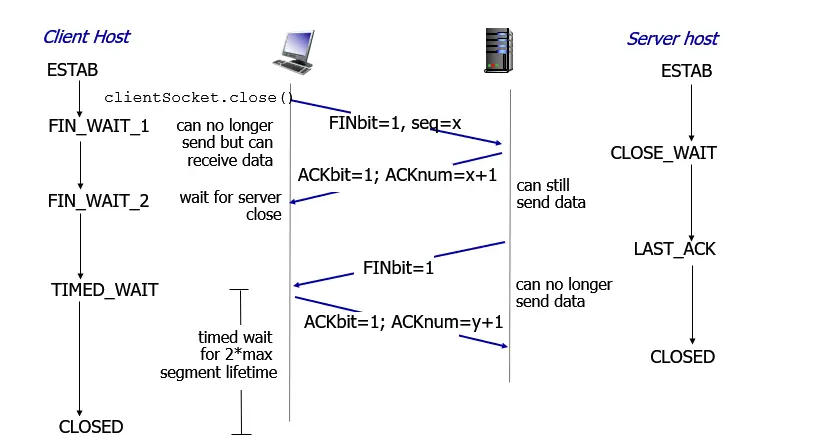 Client Host
Server host
ESTAB
ESTAB
clientSocket.close()
FIN_WAIT_1
can no longer
send but can
receive data
FINbit=1, seq=x
CLOSE_WAIT
ACKbit=1; ACKnum=x+1
can still
send data
FIN_WAIT_2
wait for server
close
LAST_ACK
FINbit=1
TIMED_WAIT
can no longer
send data
ACKbit=1; ACKnum=y+1
timed wait
for 2*max
segment lifetime
CLOSED
CLOSED